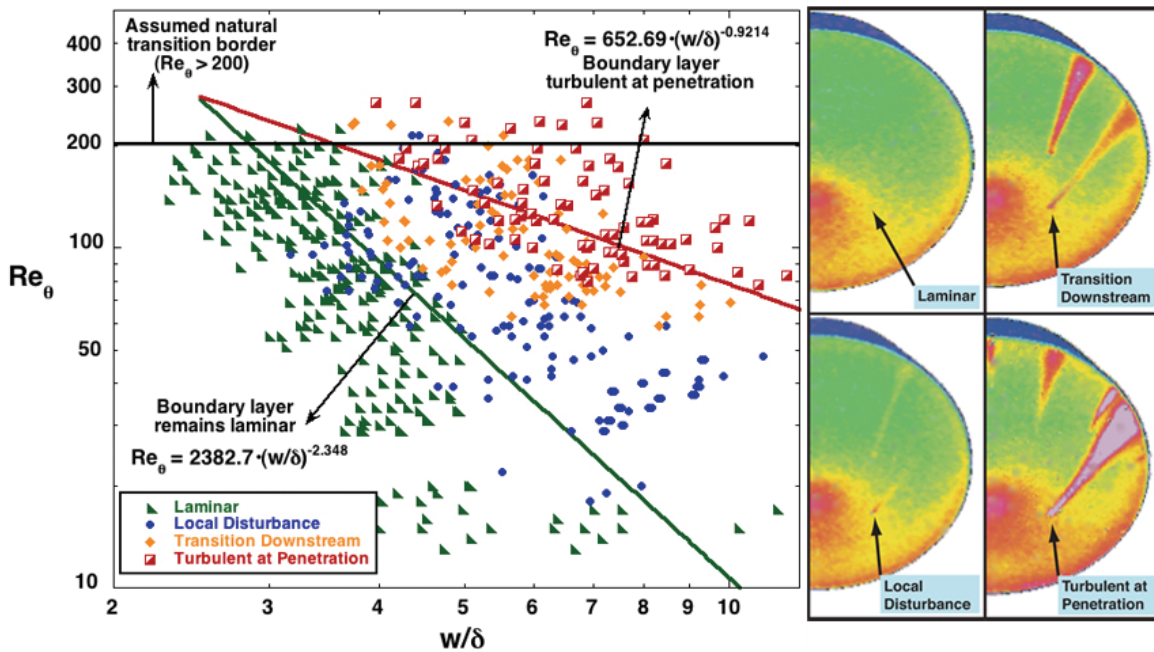 Assumed natural
transition border
(Reθ > 200)
Reθ = 652.69·(w/δ)-0.9214
Boundary layer
turbulent at penetration
500
400
300
200
100
50
10
Reθ
Boundary layer
remains laminar
Reθ = 2382.7·(w/δ)-2.348
Laminar
Local Disturbance
Transition Downstream
Turbulent at Penetration
2
3
4
5
6
7
8
9
10
w/δ
Laminar
Transition
Downstream
Local
Disturbance
Turbulent at
Penetration